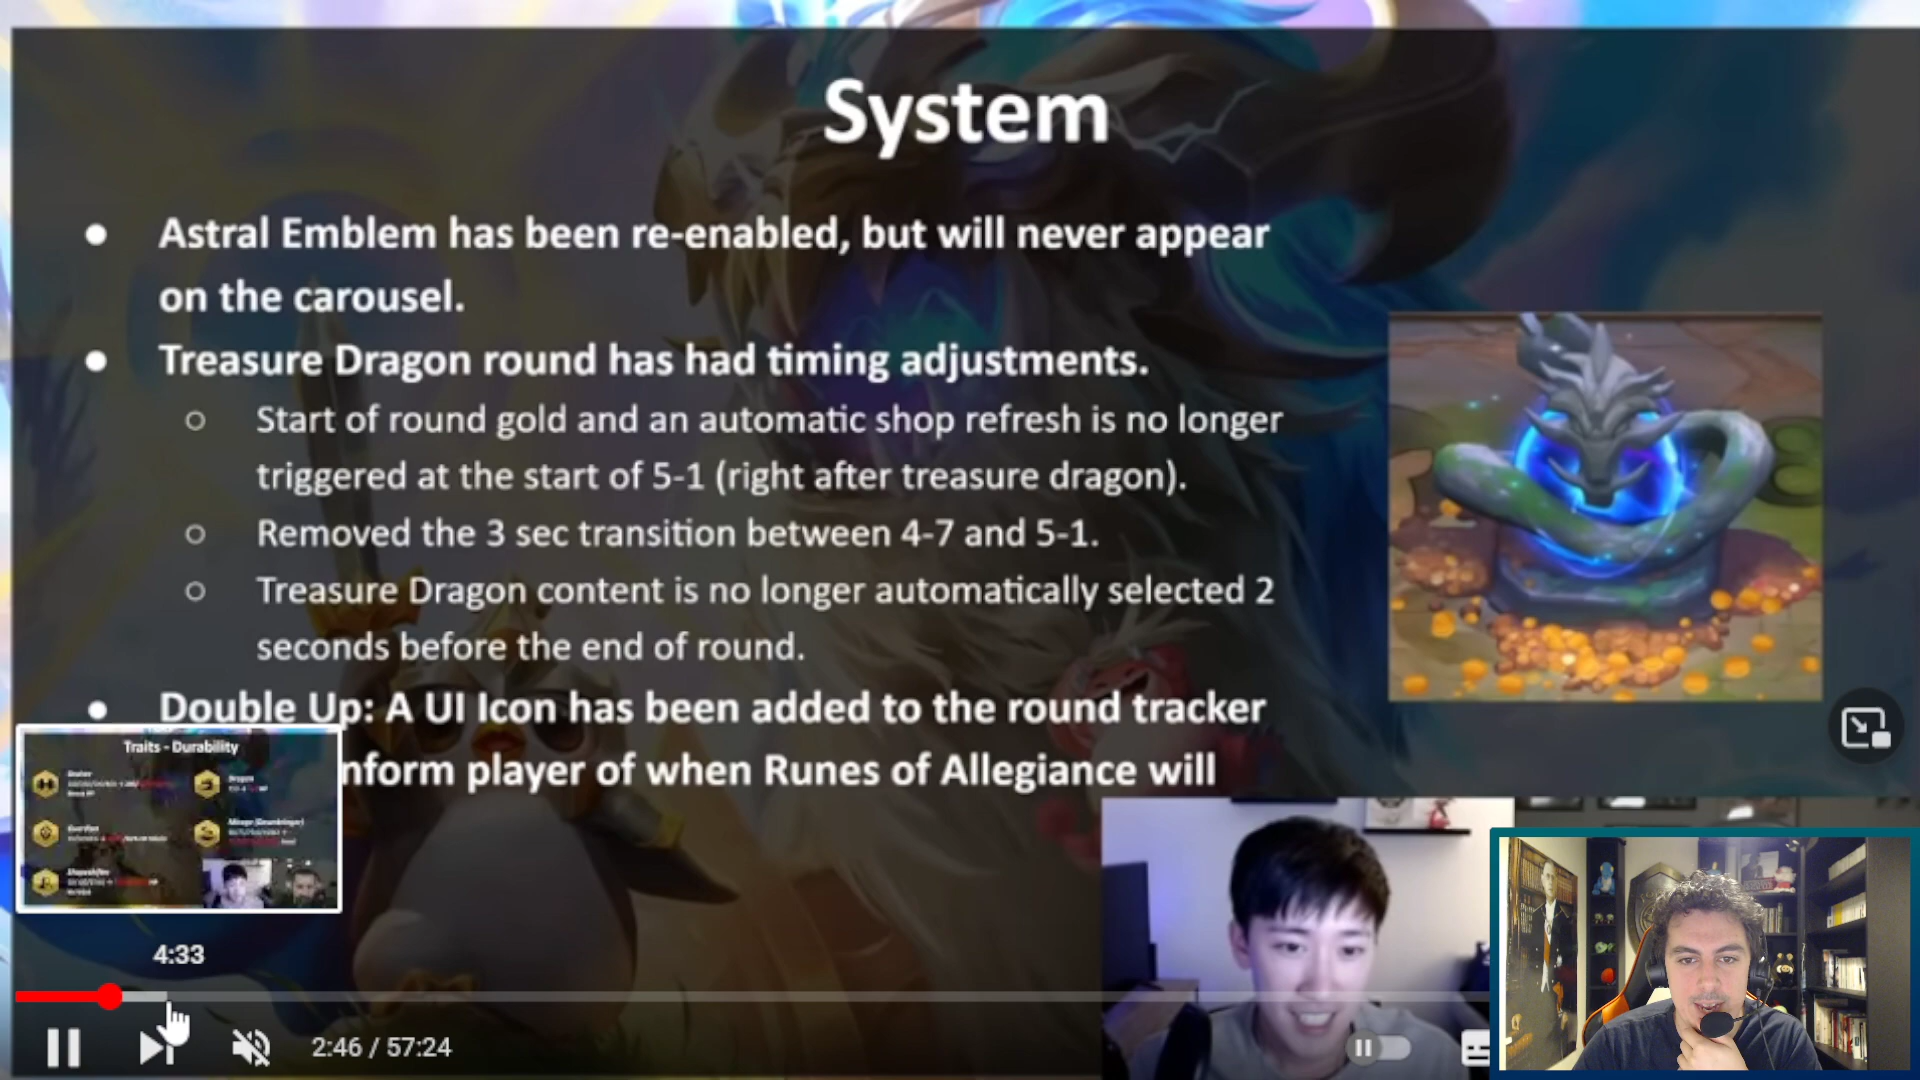 System
Astral Emblem has been re-enabled, but will never appear
on the carousel.
Treasure Dragon round has had timing adjustments.
Start of round gold and an automatic shop refresh is no longer
triggered at the start of 5-1 (right after treasure dragon).
Removed the 3 sec transition between 4-7 and 5-1.
Treasure Dragon content is no longer automatically selected 2
seconds before the end of round.
Double Up: A UI Icon has been added to the round tracker
nform player of when Runes of Allegiance will
Traits - Durability
4:33
2:46 / 57:24